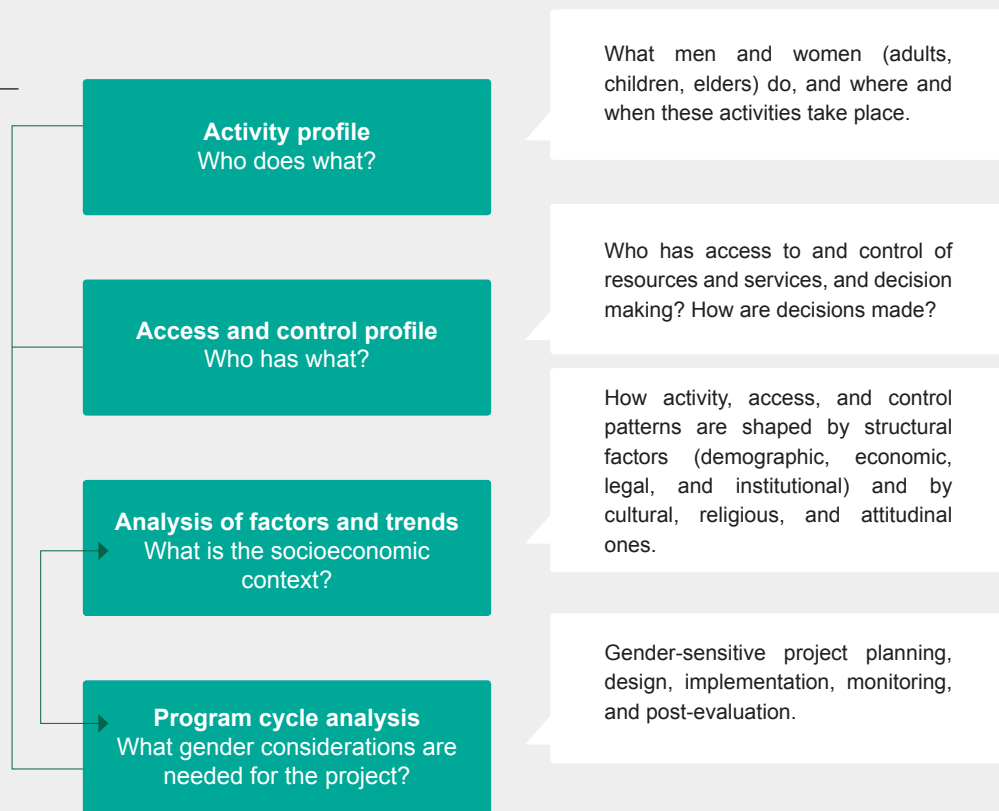 Activity profile
Who does what?
What men and women (adults,
children, elders) do, and where and
when these activities take place.
Access and control profile
Who has what?
Who has access to and control of
resources and services, and decision
making? How are decisions made?
Analysis of factors and trends
What is the socioeconomic
context?
How activity, access, and control
patterns are shaped by structural
factors (demographic, economic,
legal, and institutional) and by
cultural, religious, and attitudinal
ones.
Program cycle analysis
What gender considerations are
needed for the project?
Gender-sensitive project planning,
design, implementation, monitoring,
and post-evaluation.